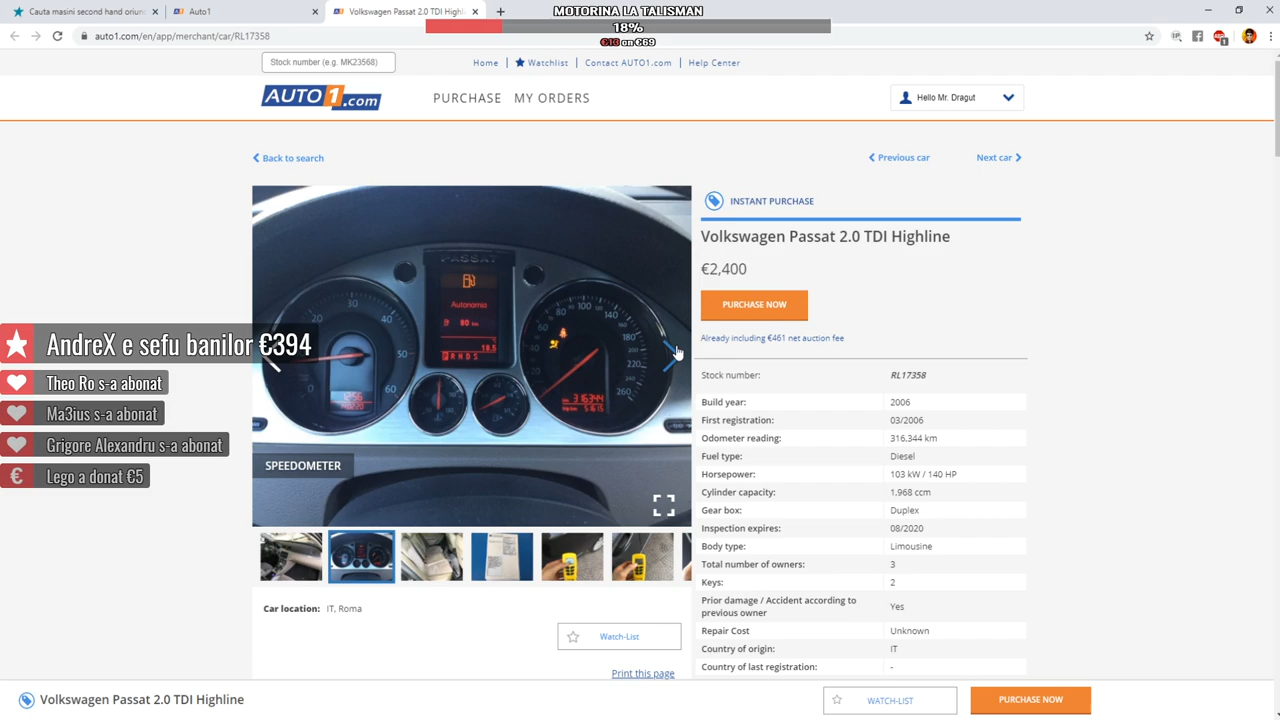 Cauta masini second hand oriun
Auto1
Volkswagen Passat 2.0 TDI Highli
MOTORINA LA TALISMAN
18%
€13 on €69
auto1.com/en/app/merchant/car/RL17358
Stock number (e.g. MK23568)
Home
Watchlist
Contact AUTO1.com
Help Center
AUTO1.com
PURCHASE
MY ORDERS
Hello Mr. Dragut
Back to search
Previous car
Next car
INSTANT PURCHASE
Volkswagen Passat 2.0 TDI Highline
€2,400
PURCHASE NOW
Already including €461 net auction fee
PASSAT
Autonomia
80 km
SPEEDOMETER
AndreX e sefu banilor €394
Theo Ro s-a abonat
Ma3ius s-a abonat
Grigore Alexandru s-a abonat
€ Lego a donat €5
Stock number: RL17358
Build year: 2006
First registration: 03/2006
Odometer reading: 316,344 km
Fuel type: Diesel
Horsepower: 103 kW / 140 HP
Cylinder capacity: 1,968 ccm
Gear box: Duplex
Inspection expires: 08/2020
Body type: Limousine
Total number of owners: 3
Keys: 2
Prior damage / Accident according to
previous owner Yes
Repair Cost Unknown
Country of origin: IT
Country of last registration: -
Car location: IT, Roma
Watch-List
Print this page
Volkswagen Passat 2.0 TDI Highline
WATCH-LIST
PURCHASE NOW